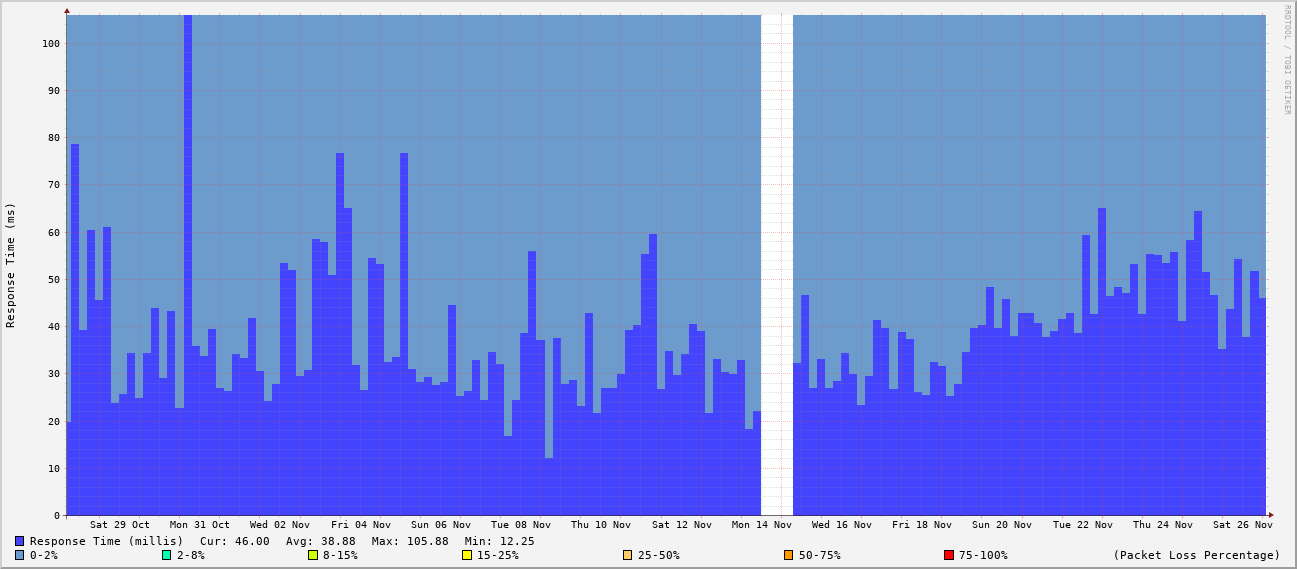 RRDTOOL / TOBI OETIKER
Response Time (ms)
100
90
80
70
60
50
40
30
20
10
0
Sat 29 Oct Mon 31 Oct Wed 02 Nov Fri 04 Nov Sun 06 Nov Tue 08 Nov Thu 10 Nov Sat 12 Nov Mon 14 Nov Wed 16 Nov Fri 18 Nov Sun 20 Nov Tue 22 Nov Thu 24 Nov Sat 26 Nov
Response Time (millis) Cur: 46.00 Avg: 38.88 Max: 105.88 Min: 12.25
0-2% 2-8% 8-15% 15-25% 25-50% 50-75% 75-100% (Packet Loss Percentage)